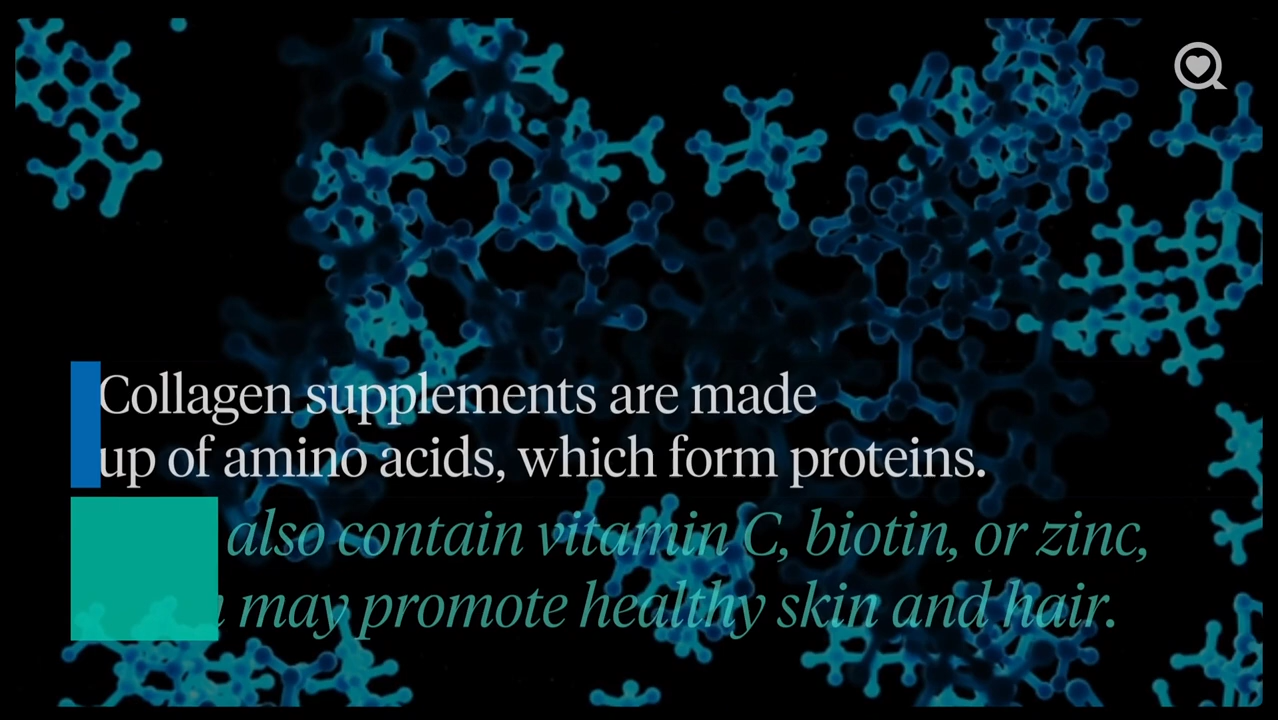 Collagen supplements are made
up of amino acids, which form proteins.
also contain vitamin C, biotin, or zinc,
may promote healthy skin and hair.